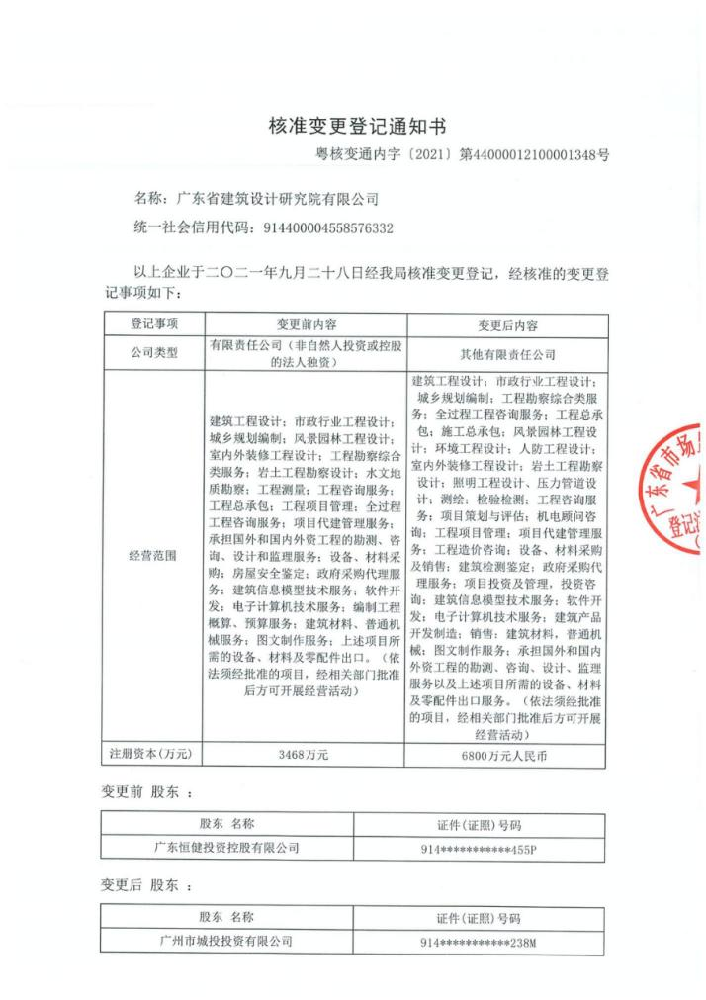 核准变更登记通知书
粤核变通内字〔2021〕第44000012100001348号
名称：广东省建筑设计研究院有限公司
统一社会信用代码：914400004558576332
以上企业于二〇二一年九月二十八日经我局核准变更登记，经核准的变更登
记事项如下：
登记事项 变更前内容 变更后内容
公司类型
有限责任公司（非自然人投资或控股
的法人独资）
其他有限责任公司
经营范围
建筑工程设计；市政行业工程设计；
城乡规划编制；风景园林工程设计；
室内外装修工程设计；工程勘察综合
类服务；岩土工程勘察设计；水文地
质勘察；工程测量；工程咨询服务；
工程总承包；工程项目管理；全过程
工程咨询服务；项目代建管理服务；
承担国外和国内外资工程的勘测、咨
询、设计和监理服务；设备、材料采
购；房屋安全鉴定；政府采购代理服
务；建筑信息模型技术服务；软件开
发；电子计算机技术服务；编制工程
概算、预算服务；建筑材料、普通机
械服务；图文制作服务；上述项目所
需的设备、材料及零配件出口。（依
法须经批准的项目，经相关部门批准
后方可开展经营活动）
建筑工程设计；市政行业工程设计；
城乡规划编制；工程勘察综合类服
务；全过程工程咨询服务；工程总承
包；施工总承包；风景园林工程设
计；环境工程设计；人防工程设计；
室内外装修工程设计；岩土工程勘察
设计；照明工程设计、压力管道设
计；测绘；检验检测；工程咨询服
务；项目策划与评估；机电顾问咨
询；工程项目管理；项目代建管理服
务；工程造价咨询；设备、材料采购
及销售；建筑检测鉴定；政府采购代
理服务；项目投资及管理，投资咨
询；建筑信息模型技术服务；软件开
发；电子计算机技术服务；建筑产品
开发制造；销售：建筑材料，普通机
械；图文制作服务；承担国外和国内
外资工程的勘测、咨询、设计、监理
服务以及上述项目所需的设备、材料
及零配件出口服务。（依法须经批准
的项目，经相关部门批准后方可开展
经营活动）
注册资本(万元) 3468万元 6800万元人民币
变更前 股东 ：
股东 名称 证件(证照)号码
广东恒健投资控股有限公司 914***********455P
变更后 股东 ：
股东 名称 证件(证照)号码
广州市城投投资有限公司 914***********238M
广东省市场
登记